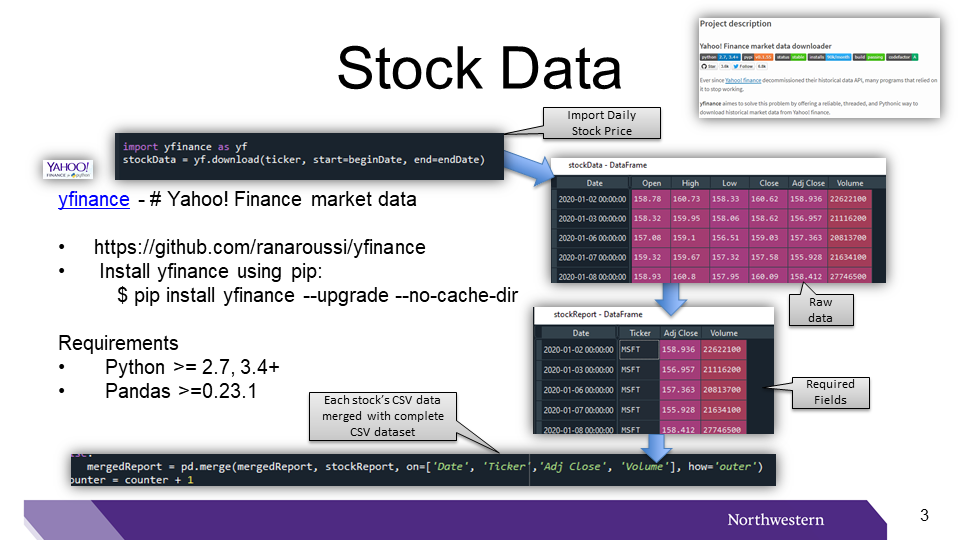 Stock Data
Project description
Yahoo! Finance market data downloader
python 2.7, 3.4+ pypi status stable installs build passing codefactor A
Star Follow
Ever since Yahoo! finance decommissioned their historical data API, many programs that relied on
it to stop working.
yfinance aims to solve this problem by offering a reliable, threaded, and Pythonic way to
download historical market data from Yahoo! finance.
Import Daily
Stock Price
import yfinance as yf
stockData = yf.download(ticker, start=beginDate, end=endDate)
YAHOO!
FINANCE
python
yfinance - # Yahoo! Finance market data
• https://github.com/ranaroussi/yfinance
• Install yfinance using pip:
$ pip install yfinance --upgrade --no-cache-dir
Requirements
• Python >= 2.7, 3.4+
• Pandas >=0.23.1
stockData - DataFrame
Date Open High Low Close Adj Close Volume
2020-01-02 00:00:00 158.78 160.73 158.33 160.62 158.936 22622100
2020-01-03 00:00:00 158.32 159.95 158.06 158.62 156.957 21116200
2020-01-06 00:00:00 157.08 159.1 156.51 159.03 157.363 20813700
2020-01-07 00:00:00 159.32 159.67 157.32 157.58 155.928 21634100
2020-01-08 00:00:00 158.93 160.8 157.95 160.09 158.412 27746500
Raw
data
stockReport - DataFrame
Date Ticker Adj Close Volume
2020-01-02 00:00:00 MSFT 158.936 22622100
2020-01-03 00:00:00 MSFT 156.957 21116200
2020-01-06 00:00:00 MSFT 157.363 20813700
2020-01-07 00:00:00 MSFT 155.928 21634100
2020-01-08 00:00:00 MSFT 158.412 27746500
Required
Fields
Each stock’s CSV data
merged with complete
CSV dataset
mergedReport = pd.merge(mergedReport, stockReport, on=['Date', 'Ticker','Adj Close', 'Volume'], how='outer')
ounter = counter + 1
Northwestern
3